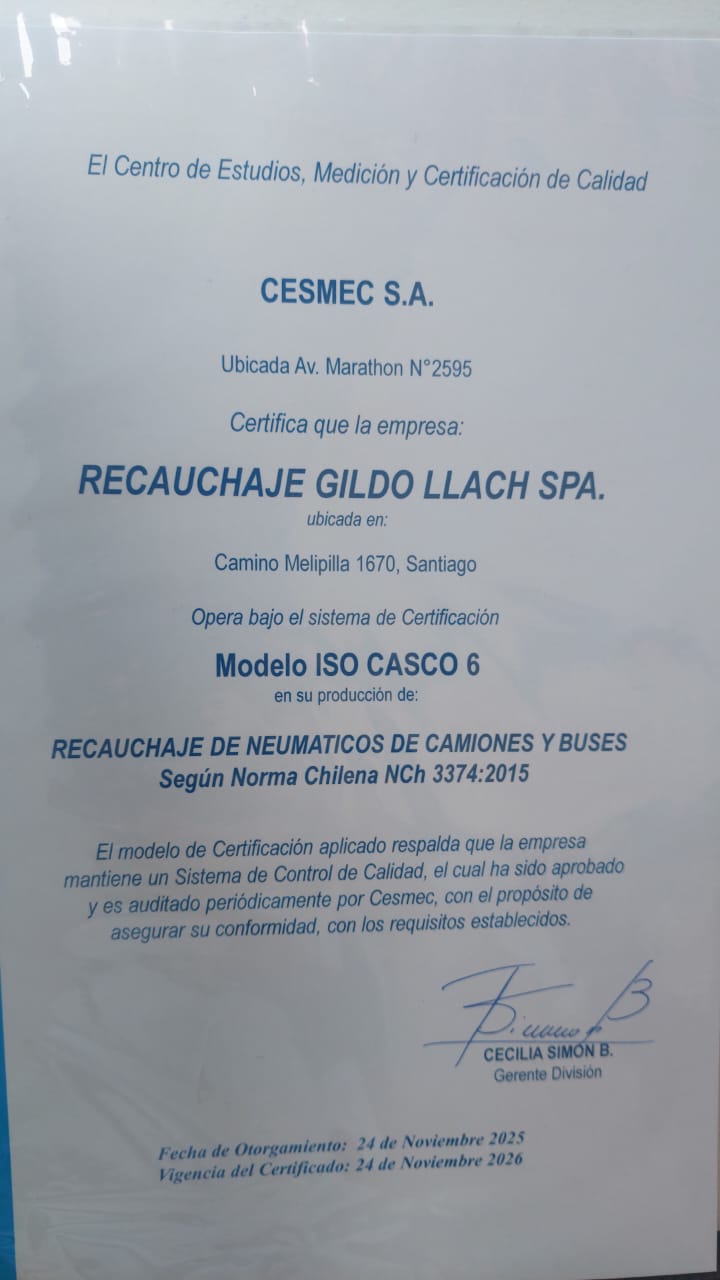 El Centro de Estudios, Medición y Certificación de Calidad
CESMEC S.A.
Ubicada Av. Marathon N°2595
Certifica que la empresa:
RECAUCHAJE GILDO LLACH SPA.
ubicada en:
Camino Melipilla 1670, Santiago
Opera bajo el sistema de Certificación
Modelo ISO CASCO 6
en su producción de:
RECAUCHAJE DE NEUMATICOS DE CAMIONES Y BUSES
Según Norma Chilena NCh 3374:2015
El modelo de Certificación aplicado respalda que la empresa
mantiene un Sistema de Control de Calidad, el cual ha sido aprobado
y es auditado periódicamente por Cesmec, con el propósito de
asegurar su conformidad, con los requisitos establecidos.
CECILIA SIMÓN B.
Gerente División
Fecha de Otorgamiento: 24 de Noviembre 2025
Vigencia del Certificado: 24 de Noviembre 2026